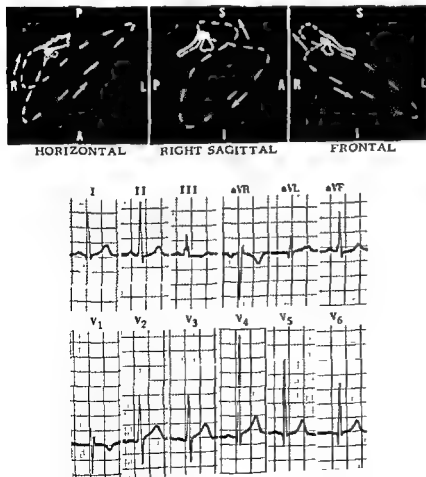 P S S
R L P A R L
A I I
HORIZONTAL RIGHT SAGITTAL FRONTAL
I II III aVR aVL aVF
V1 V2 V3 V4 V5 V6